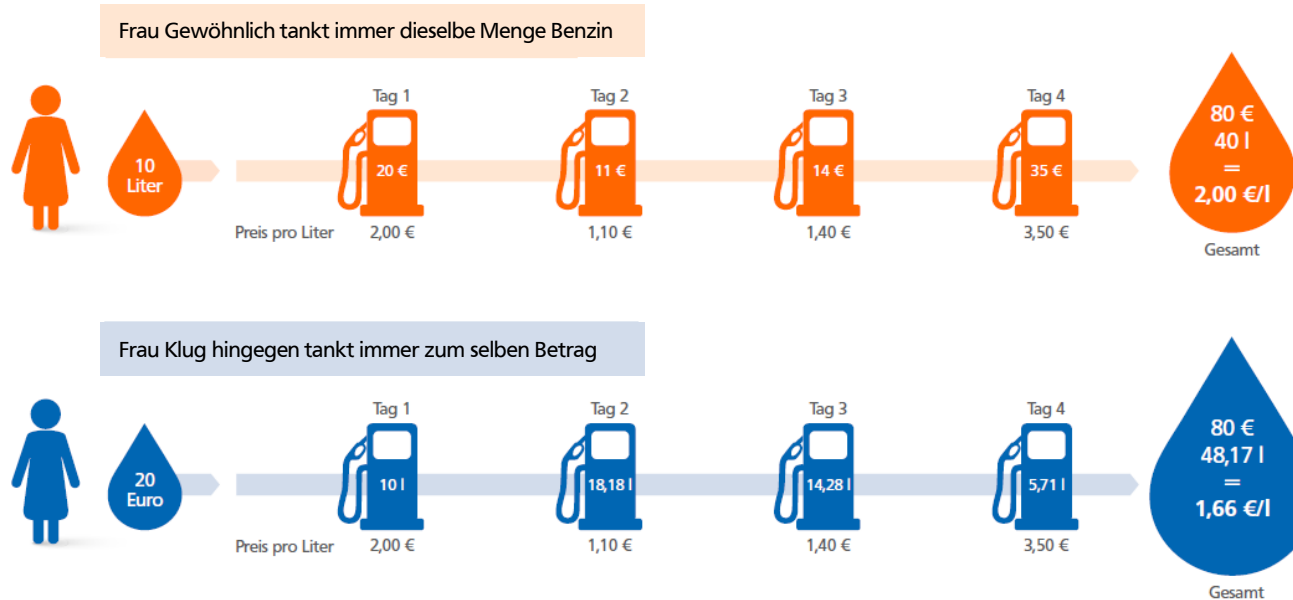 Frau Gewöhnlich tankt immer dieselbe Menge Benzin
Tag 1 Tag 2 Tag 3 Tag 4
10
Liter
20 € 11 € 14 € 35 €
Preis pro Liter 2,00 € 1,10 € 1,40 € 3,50 €
80 €
40 l
=
2,00 €/l
Gesamt
Frau Klug hingegen tankt immer zum selben Betrag
Tag 1 Tag 2 Tag 3 Tag 4
20
Euro
10 l 18,18 l 14,28 l 5,71 l
Preis pro Liter 2,00 € 1,10 € 1,40 € 3,50 €
80 €
48,17 l
=
1,66 €/l
Gesamt